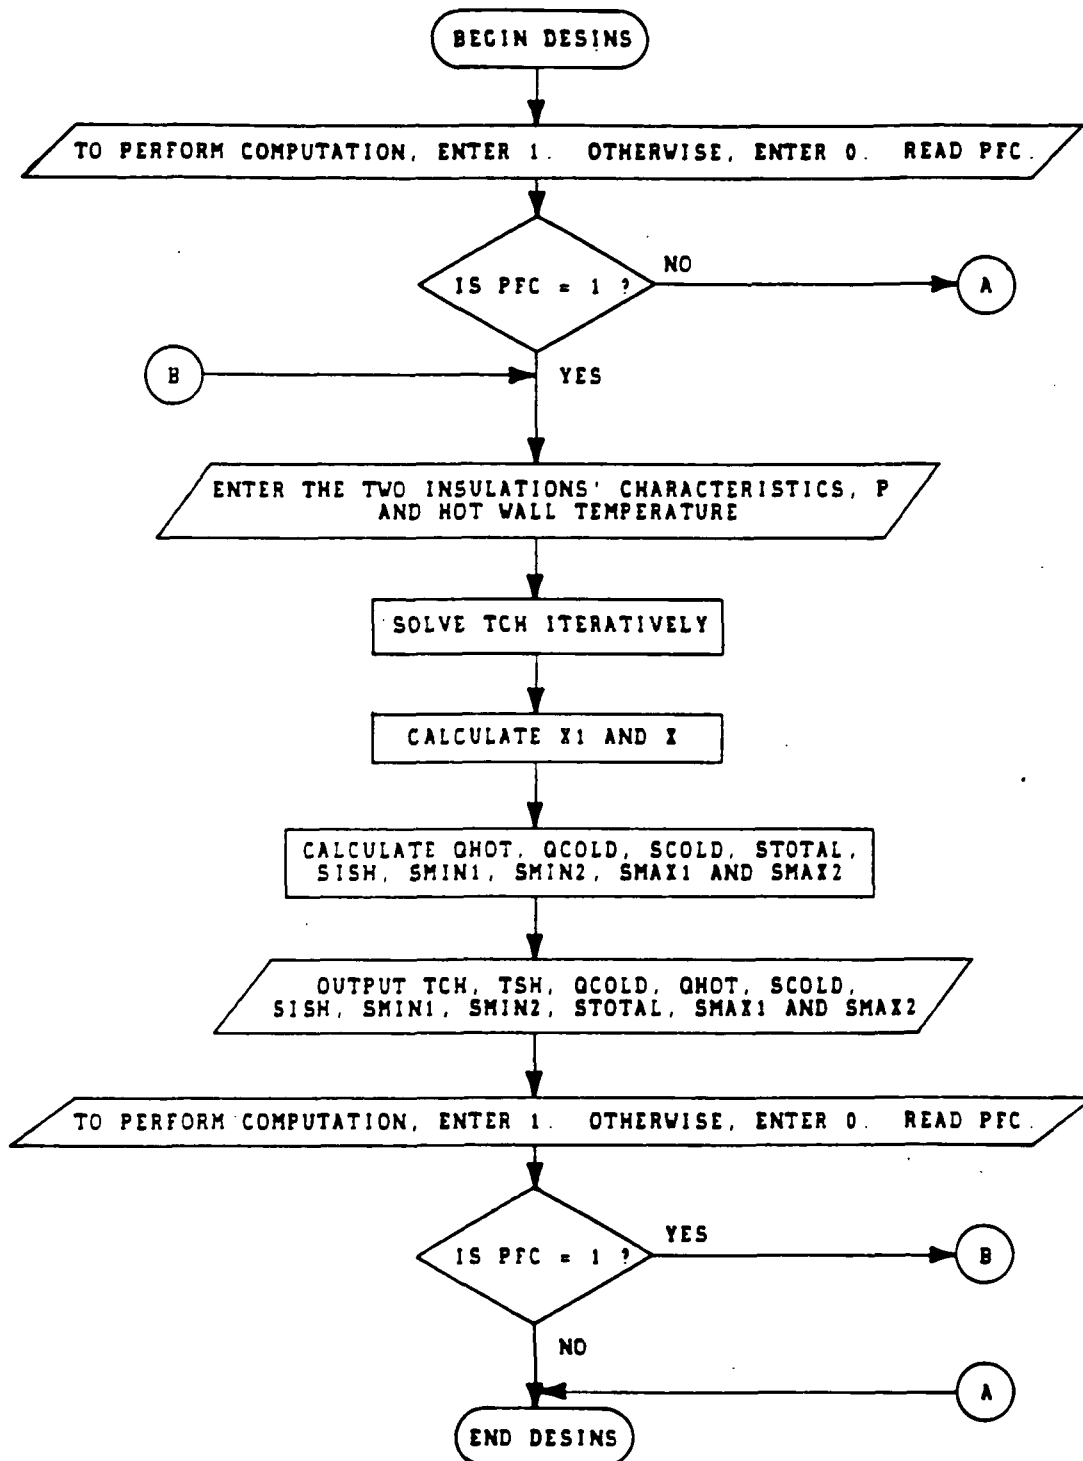 BEGIN DESINS
TO PERFORM COMPUTATION, ENTER 1. OTHERWISE, ENTER 0. READ PFC.
IS PFC = 1 ?
NO
A
B
YES
ENTER THE TWO INSULATIONS' CHARACTERISTICS, P
AND HOT WALL TEMPERATURE
SOLVE TCH ITERATIVELY
CALCULATE X1 AND X
CALCULATE QHOT, QCOLD, SCOLD, STOTAL,
SISH, SMIN1, SMIN2, SMAX1 AND SMAX2
OUTPUT TCH, TSH, QCOLD, QHOT, SCOLD,
SISH, SMIN1, SMIN2, STOTAL, SMAX1 AND SMAX2
TO PERFORM COMPUTATION, ENTER 1. OTHERWISE, ENTER 0. READ PFC.
IS PFC = 1 ?
YES
B
NO
A
END DESINS